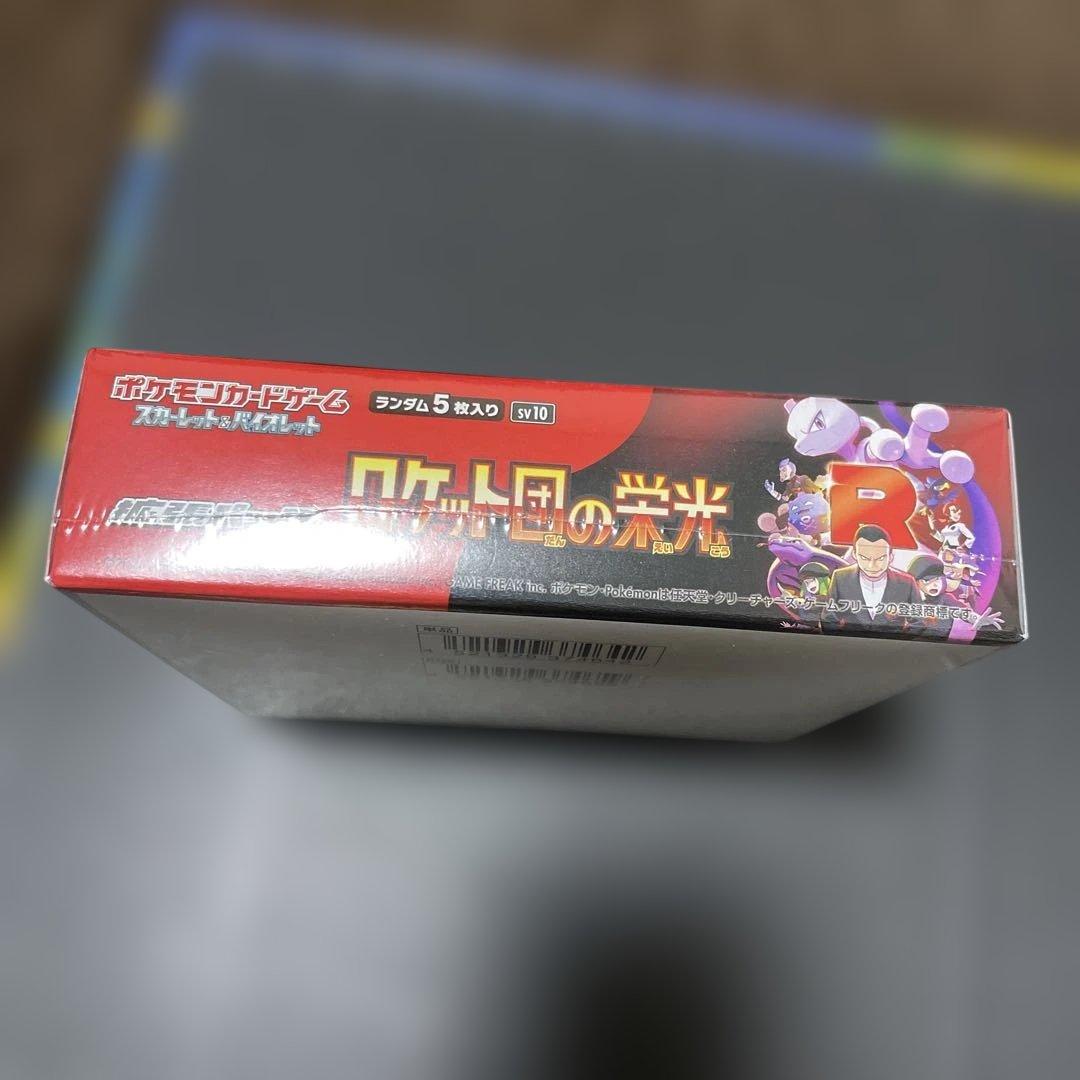 ポケモンカードゲーム
スカーレット&バイオレット
ランダム5枚入り
SV10
拡張パック
ロケット団の栄光
だん えい こう
GAME FREAK inc. ポケモン・Pokémonは任天堂・クリーチャーズ・ゲームフリークの登録商標です。
R
単品